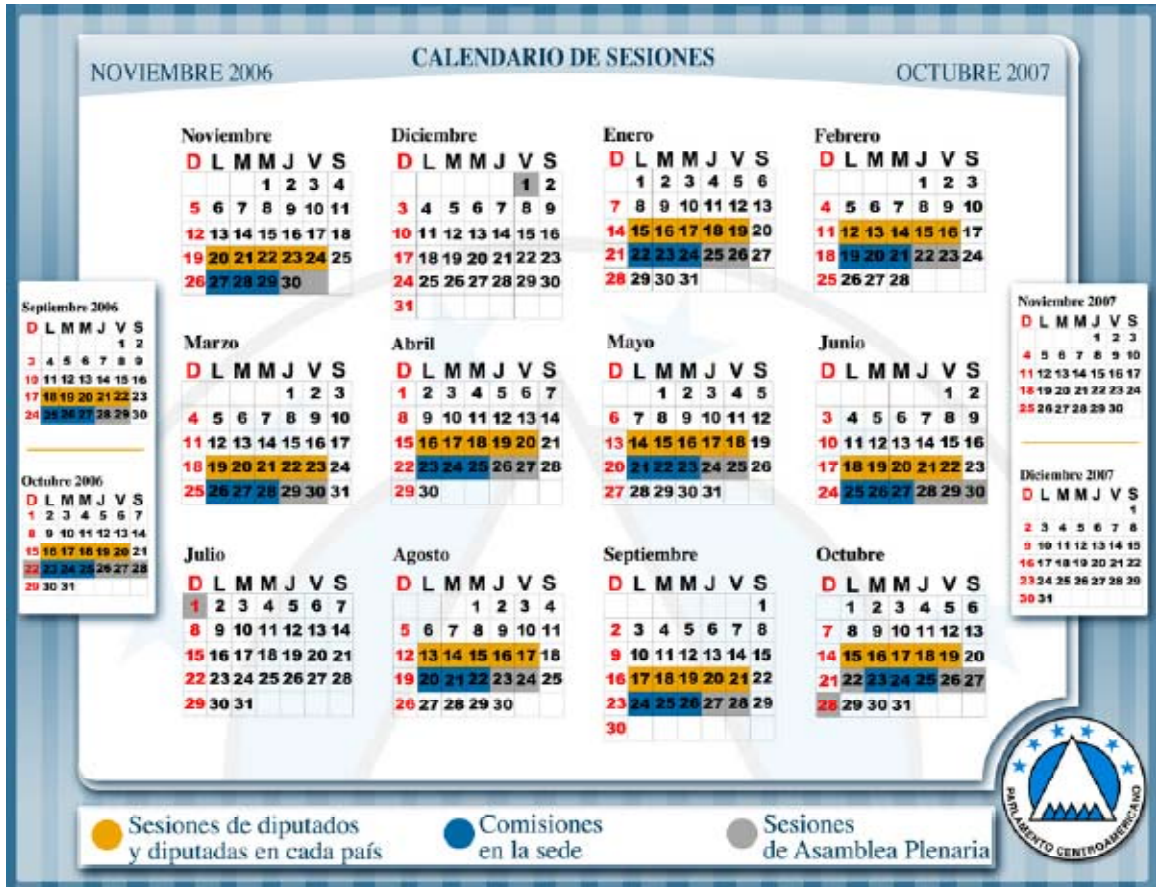 CALENDARIO DE SESIONES
NOVIEMBRE 2006
OCTUBRE 2007
Noviembre
D L M M J V S
1 2 3 4
5 6 7 8 9 10 11
12 13 14 15 16 17 18
19 20 21 22 23 24 25
26 27 28 29 30
Diciembre
D L M M J V S
1 2
3 4 5 6 7 8 9
10 11 12 13 14 15 16
17 18 19 20 21 22 23
24 25 26 27 28 29 30
31
Enero
D L M M J V S
1 2 3 4 5 6
7 8 9 10 11 12 13
14 15 16 17 18 19 20
21 22 23 24 25 26 27
28 29 30 31
Febrero
D L M M J V S
1 2 3
4 5 6 7 8 9 10
11 12 13 14 15 16 17
18 19 20 21 22 23 24
25 26 27 28
Septiembre 2006
D L M M J V S
1 2
3 4 5 6 7 8 9
10 11 12 13 14 15 16
17 18 19 20 21 22 23
24 25 26 27 28 29 30
Octubre 2006
D L M M J V S
1 2 3 4 5 6 7
8 9 10 11 12 13 14
15 16 17 18 19 20 21
22 23 24 25 26 27 28
29 30 31
Marzo
D L M M J V S
1 2 3
4 5 6 7 8 9 10
11 12 13 14 15 16 17
18 19 20 21 22 23 24
25 26 27 28 29 30 31
Abril
D L M M J V S
1 2 3 4 5 6 7
8 9 10 11 12 13 14
15 16 17 18 19 20 21
22 23 24 25 26 27 28
29 30
Mayo
D L M M J V S
1 2 3 4 5
6 7 8 9 10 11 12
13 14 15 16 17 18 19
20 21 22 23 24 25 26
27 28 29 30 31
Junio
D L M M J V S
1 2
3 4 5 6 7 8 9
10 11 12 13 14 15 16
17 18 19 20 21 22 23
24 25 26 27 28 29 30
Noviembre 2007
D L M M J V S
1 2 3
4 5 6 7 8 9 10
11 12 13 14 15 16 17
18 19 20 21 22 23 24
25 26 27 28 29 30
Diciembre 2007
D L M M J V S
1
2 3 4 5 6 7 8
9 10 11 12 13 14 15
16 17 18 19 20 21 22
23 24 25 26 27 28 29
30 31
Julio
D L M M J V S
1 2 3 4 5 6 7
8 9 10 11 12 13 14
15 16 17 18 19 20 21
22 23 24 25 26 27 28
29 30 31
Agosto
D L M M J V S
1 2 3 4
5 6 7 8 9 10 11
12 13 14 15 16 17 18
19 20 21 22 23 24 25
26 27 28 29 30
Septiembre
D L M M J V S
1
2 3 4 5 6 7 8
9 10 11 12 13 14 15
16 17 18 19 20 21 22
23 24 25 26 27 28 29
30
Octubre
D L M M J V S
1 2 3 4 5 6
7 8 9 10 11 12 13
14 15 16 17 18 19 20
21 22 23 24 25 26 27
28 29 30 31
Sesiones de diputados
y diputadas en cada país
Comisiones
en la sede
Sesiones
de Asamblea Plenaria
PARLAMENTO CENTROAMERICANO